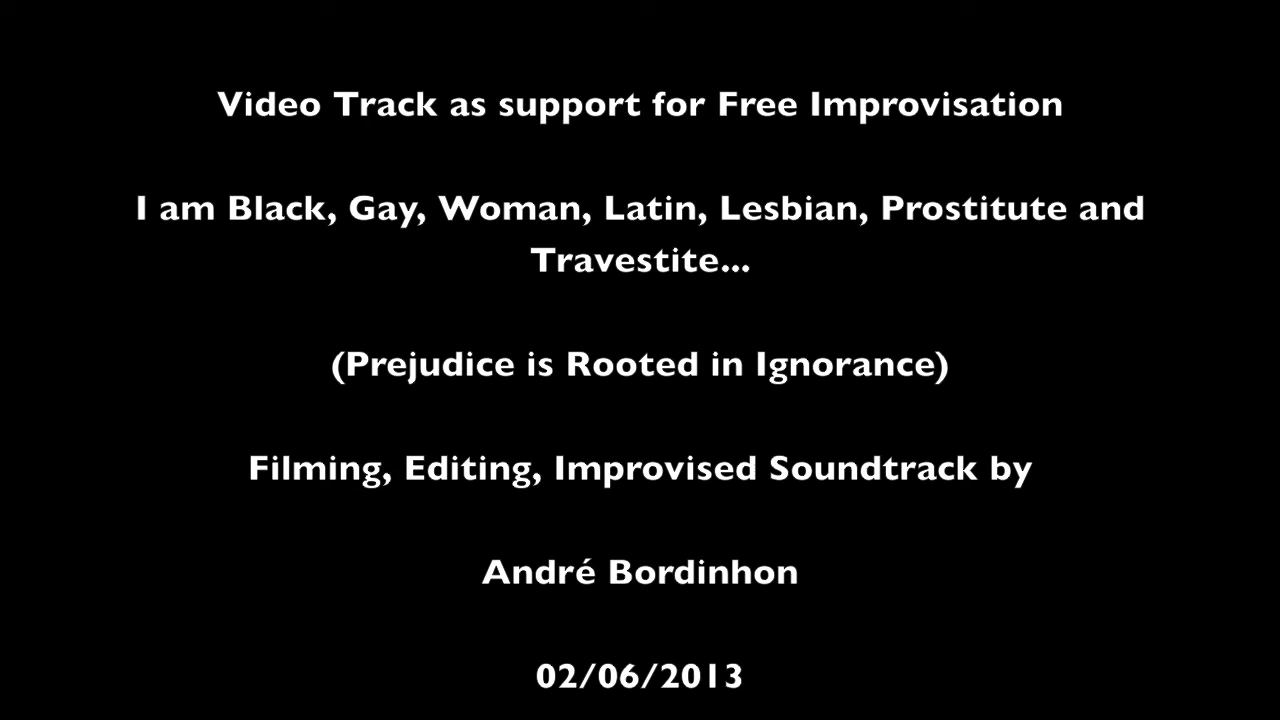 Video Track as support for Free Improvisation
I am Black, Gay, Woman, Latin, Lesbian, Prostitute and
Travestite...
(Prejudice is Rooted in Ignorance)
Filming, Editing, Improvised Soundtrack by
André Bordinhon
02/06/2013